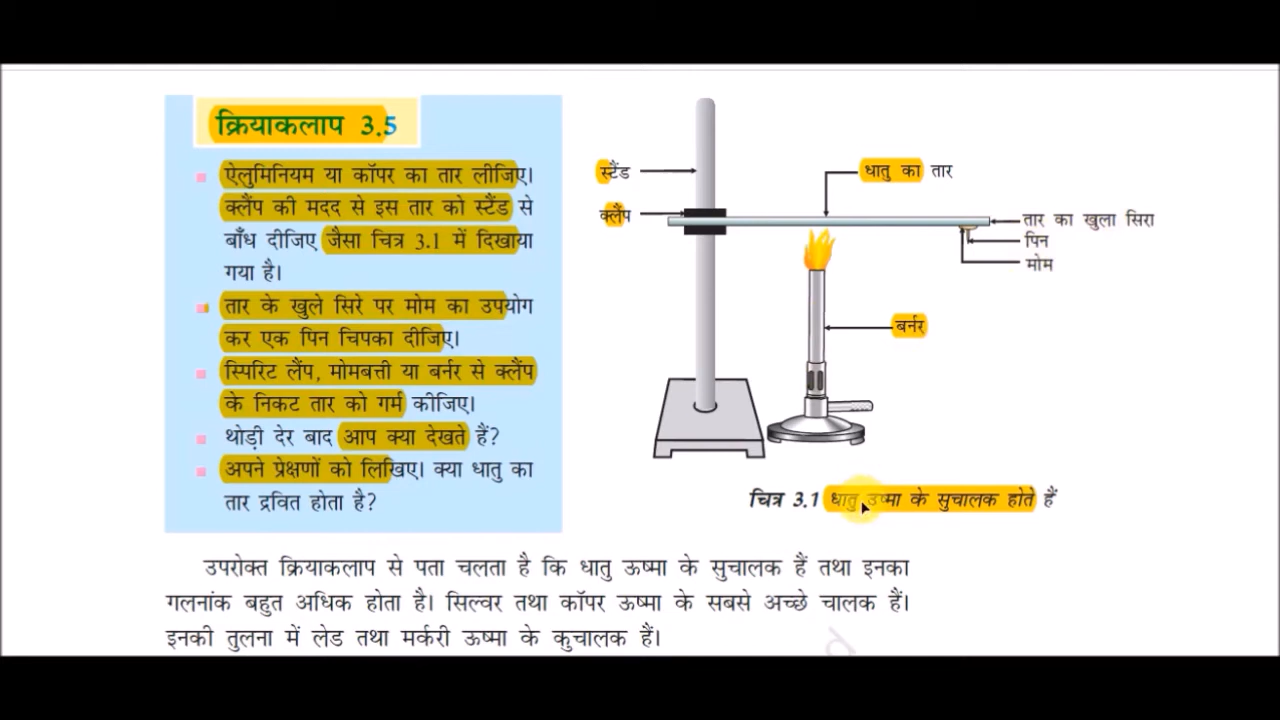 क्रियाकलाप 3.5
ऐलुमिनियम या कॉपर का तार लीजिए।
क्लैंप की मदद से इस तार को स्टैंड से
बाँध दीजिए जैसा चित्र 3.1 में दिखाया
गया है।
तार के खुले सिरे पर मोम का उपयोग
कर एक पिन चिपका दीजिए।
स्पिरिट लैंप, मोमबत्ती या बर्नर से क्लैंप
के निकट तार को गर्म कीजिए।
थोड़ी देर बाद आप क्या देखते हैं?
अपने प्रेक्षणों को लिखिए। क्या धातु का
तार द्रवित होता है?
स्टैंड
धातु का तार
क्लैंप
तार का खुला सिरा
पिन
मोम
बर्नर
चित्र 3.1 धातु उष्मा के सुचालक होते हैं
उपरोक्त क्रियाकलाप से पता चलता है कि धातु ऊष्मा के सुचालक हैं तथा इनका
गलनांक बहुत अधिक होता है। सिल्वर तथा कॉपर ऊष्मा के सबसे अच्छे चालक हैं।
इनकी तुलना में लेड तथा मर्करी ऊष्मा के कुचालक हैं।